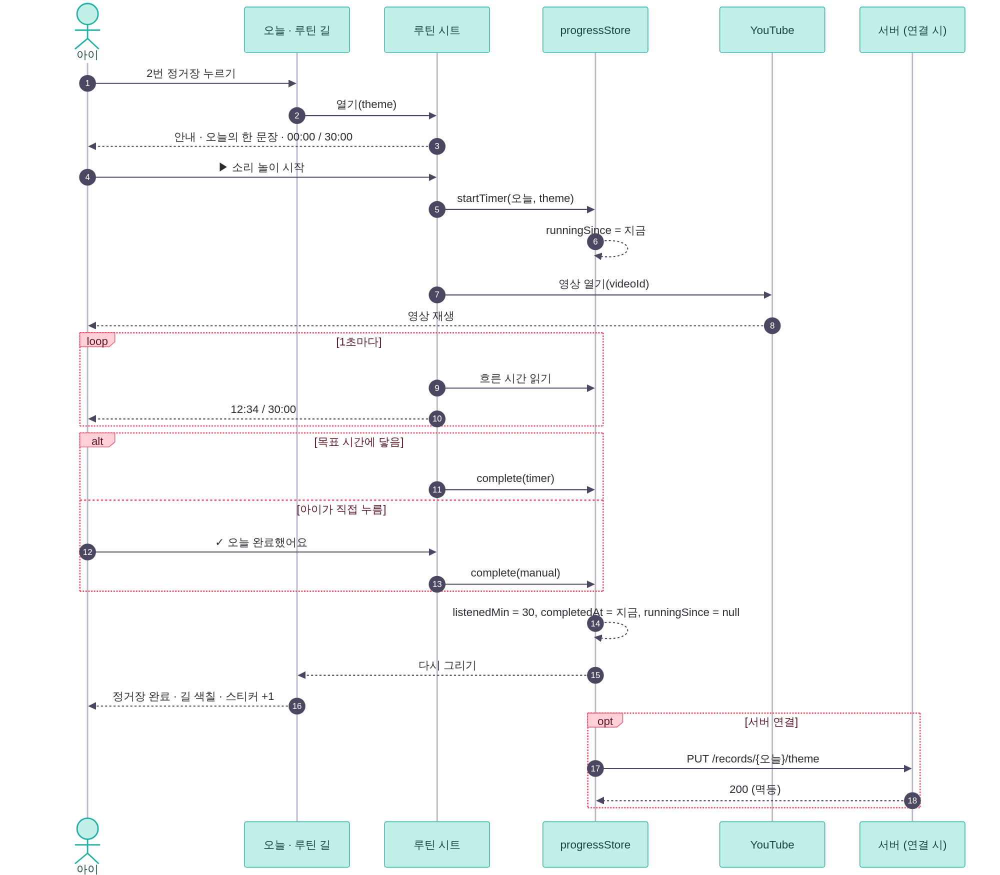 오늘 · 루틴 길
루틴 시트
progressStore
YouTube
서버 (연결 시)
아이
2번 정거장 누르기
1
열기(theme)
2
안내 · 오늘의 한 문장 · 00:00 / 30:00
3
▶ 소리 놀이 시작
4
startTimer(오늘, theme)
5
runningSince = 지금
6
영상 열기(videoId)
7
영상 재생
8
loop
[1초마다]
흐른 시간 읽기
9
12:34 / 30:00
10
alt
[목표 시간에 닿음]
complete(timer)
11
[아이가 직접 누름]
✓ 오늘 완료했어요
12
complete(manual)
13
listenedMin = 30, completedAt = 지금, runningSince = null
14
다시 그리기
15
정거장 완료 · 길 색칠 · 스티커 +1
16
opt
[서버 연결]
PUT /records/{오늘}/theme
17
200 (멱등)
18
오늘 · 루틴 길
루틴 시트
progressStore
YouTube
서버 (연결 시)
아이